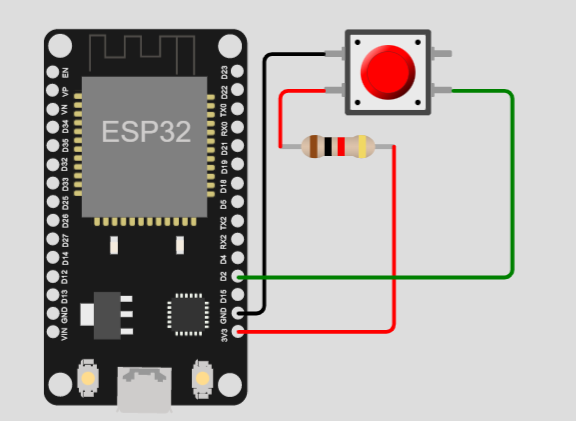 EN
VP
VN
D34
D35
D32
D33
D25
D26
D27
D14
D12
D13
GND
VIN
ESP32
D23
D22
TX0
RX0
D21
D19
D18
D5
TX2
RX2
D4
D2
D15
GND
3V3